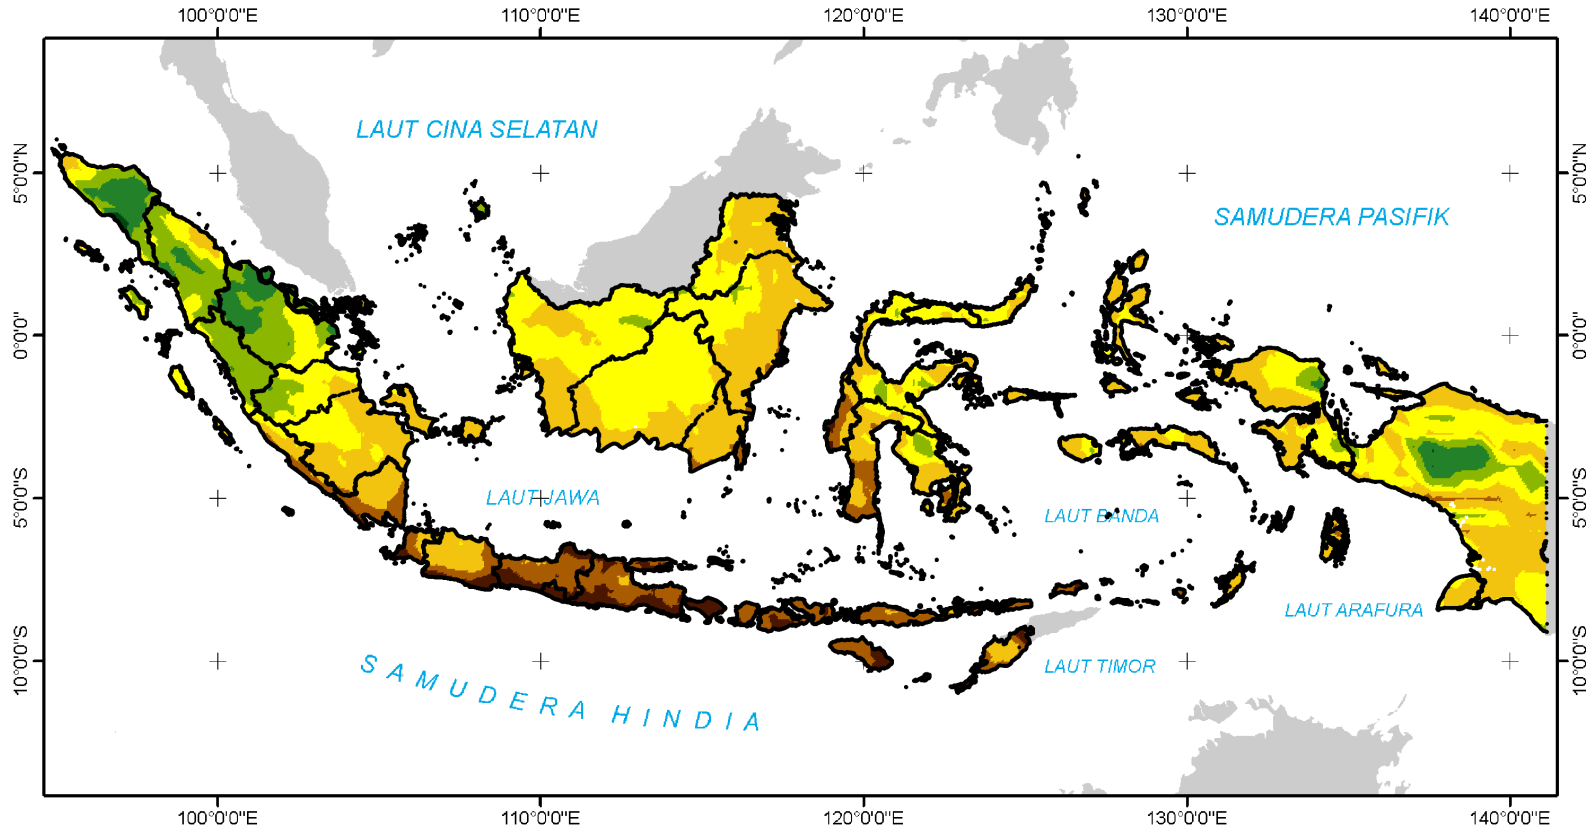 100°0'0"E 110°0'0"E 120°0'0"E 130°0'0"E 140°0'0"E
LAUT CINA SELATAN
5°0'0"N 5°0'0"N
SAMUDERA PASIFIK
0°0'0" 0°0'0"
LAUT JAWA
5°0'0"S 5°0'0"S
LAUT BANDA
LAUT ARAFURA
10°0'0"S 10°0'0"S
LAUT TIMOR
SAMUDERA HINDIA
100°0'0"E 110°0'0"E 120°0'0"E 130°0'0"E 140°0'0"E